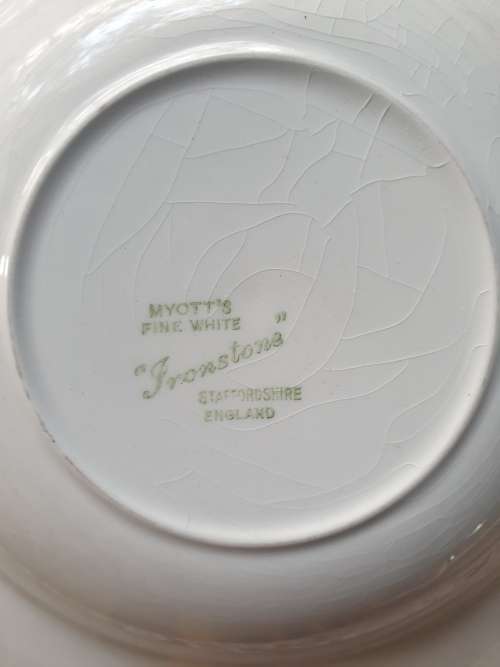 MYOTT'S
FINE WHITE
"Ironstone"
STAFFORDSHIRE
ENGLAND